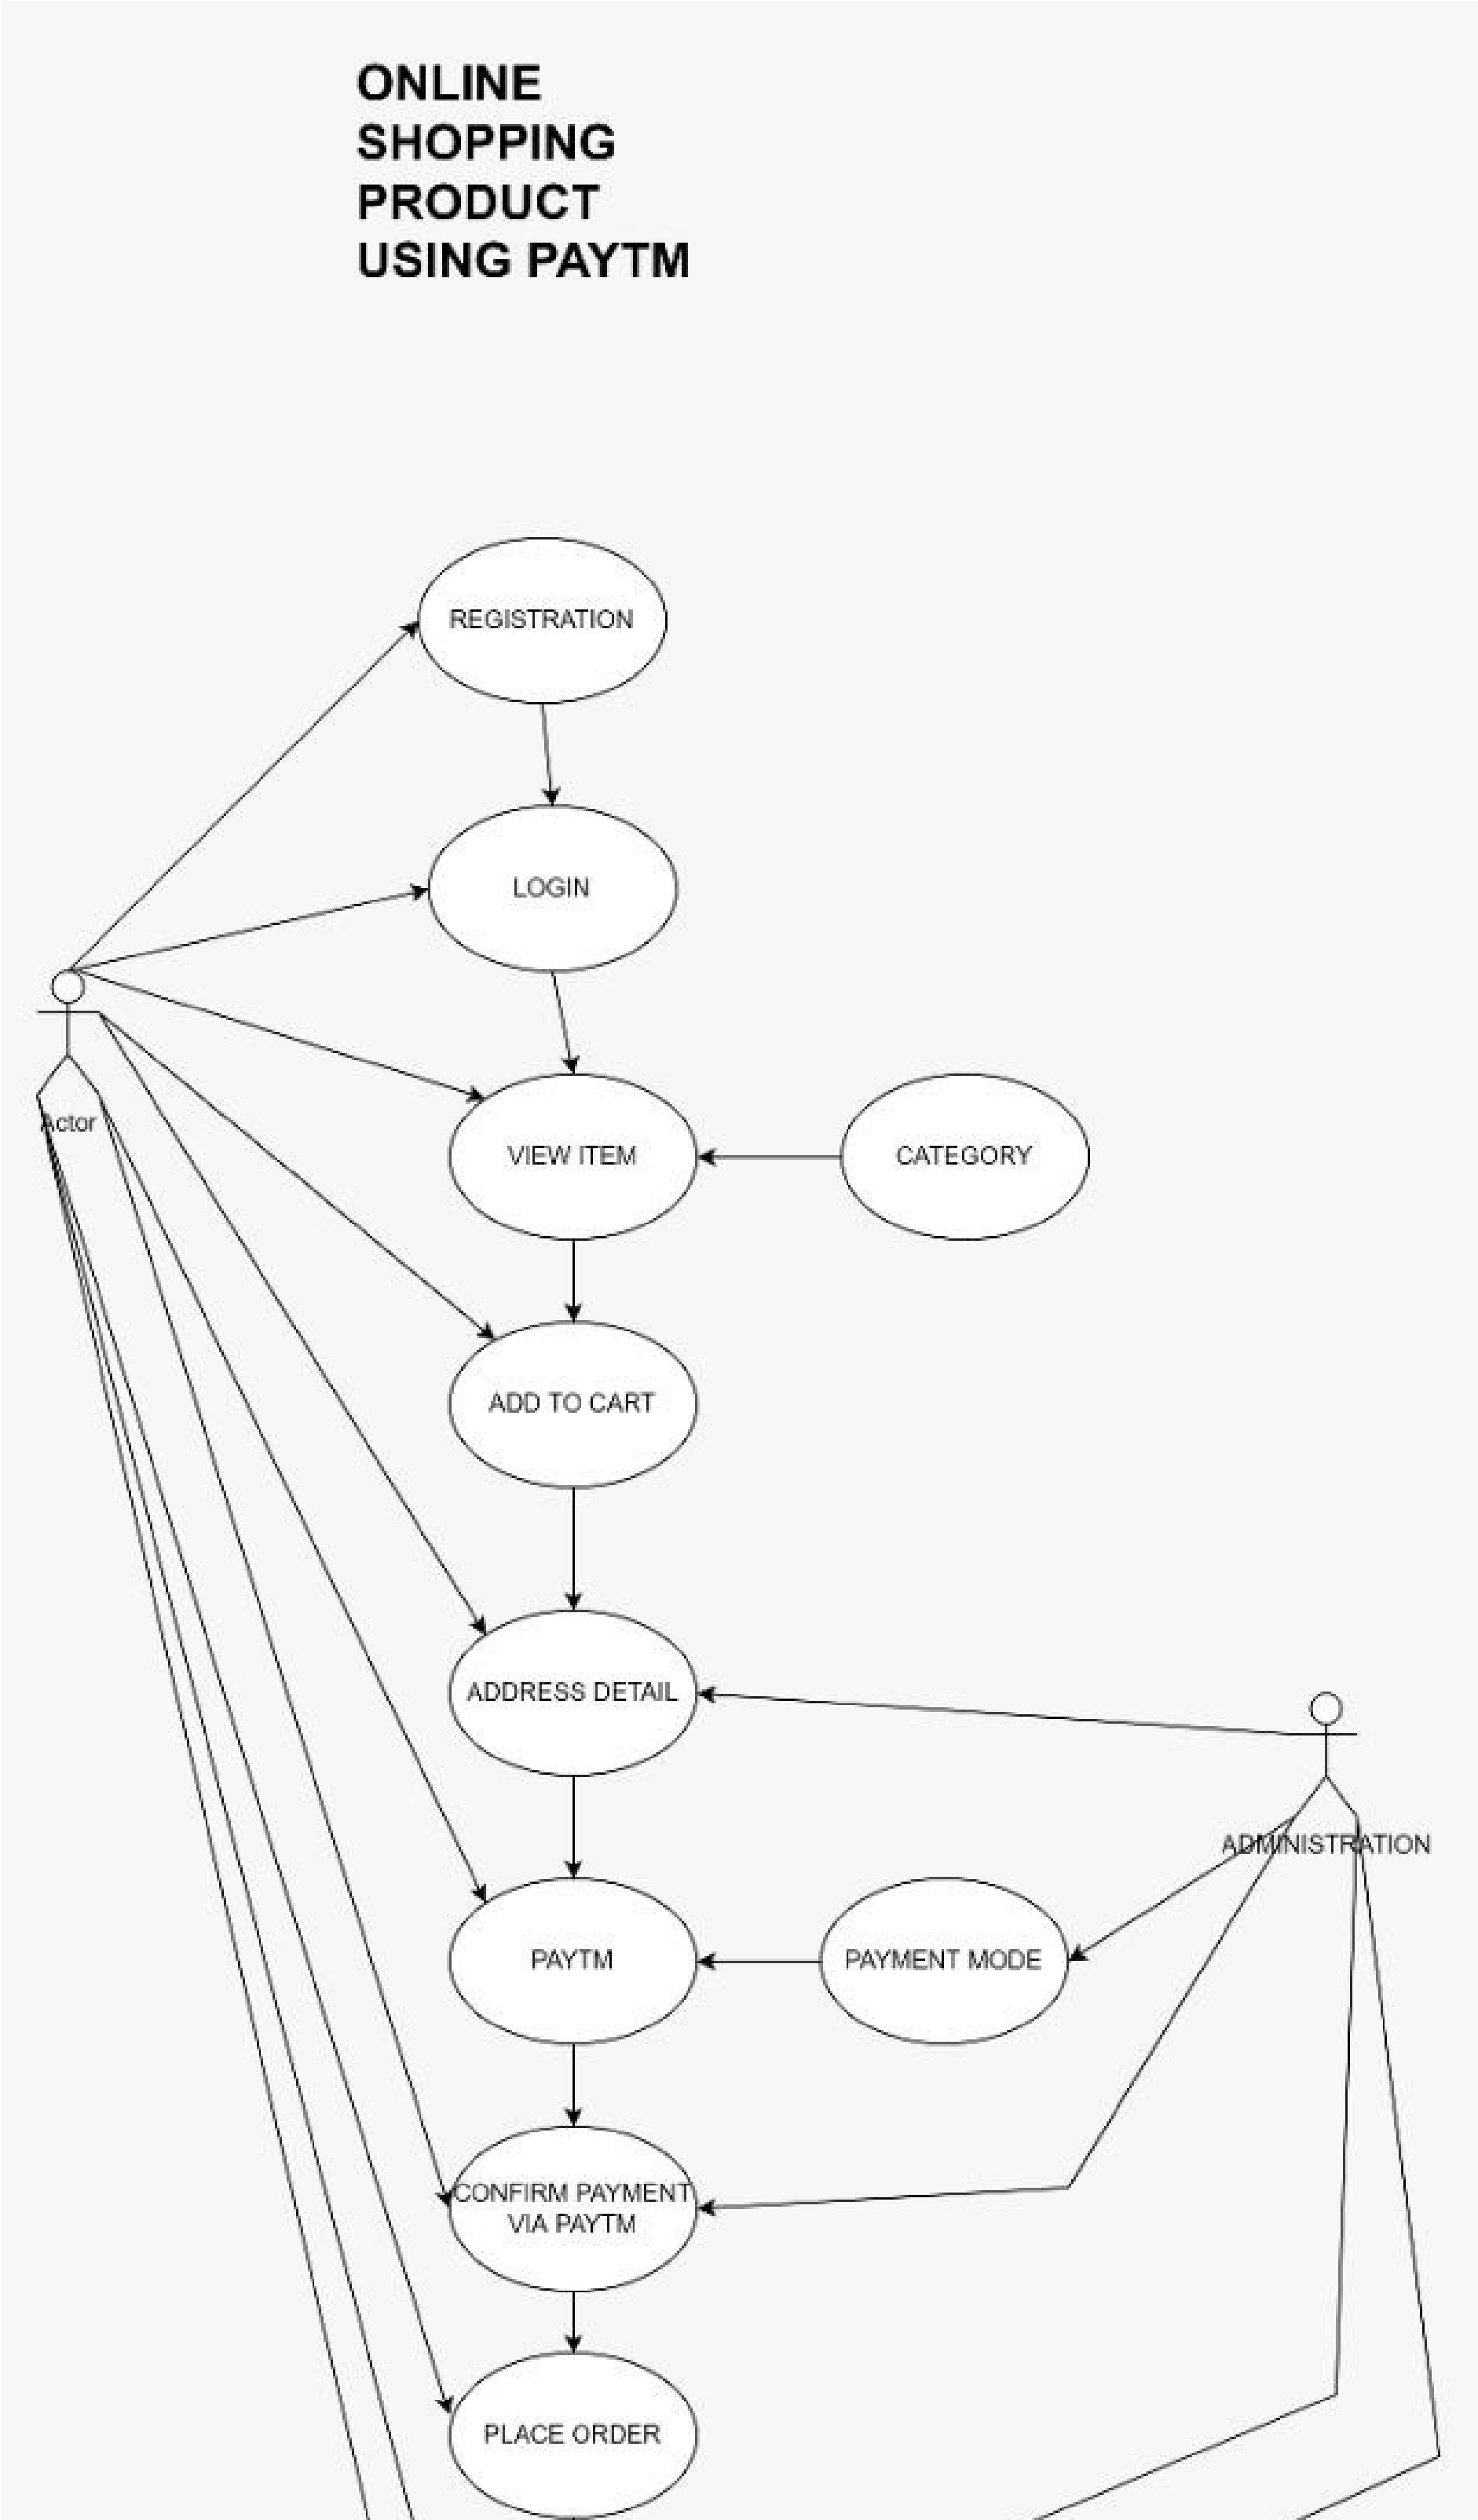 ONLINE
SHOPPING
PRODUCT
USING PAYTM
REGISTRATION
LOGIN
Actor
VIEW ITEM
CATEGORY
ADD TO CART
ADDRESS DETAIL
ADMINISTRATION
PAYTM
PAYMENT MODE
CONFIRM PAYMENT
VIA PAYTM
PLACE ORDER